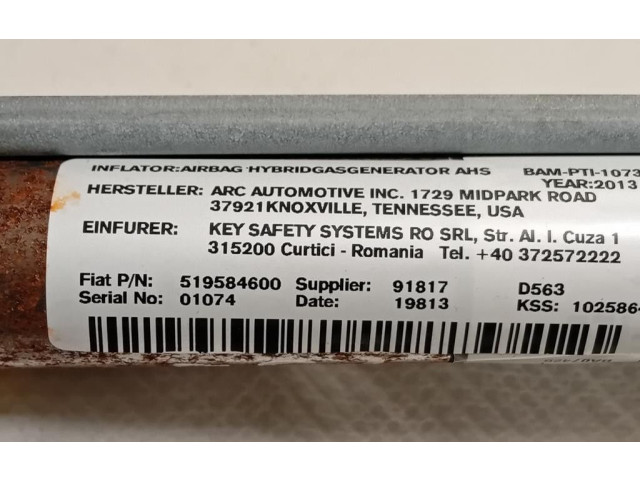 INFLATOR:AIRBAG HYBRIDGASGENERATOR AHS BAM-PTI-1073
HERSTELLER: ARC AUTOMOTIVE INC. 1729 MIDPARK ROAD YEAR:2013
37921KNOXVILLE, TENNESSEE, USA
EINFURER: KEY SAFETY SYSTEMS RO SRL, Str. Al. I. Cuza 1
315200 Curtici - Romania Tel. +40 372572222
Fiat P/N: 519584600 Supplier: 91817 D563
Serial No: 01074 Date: 19813 KSS: 1025864